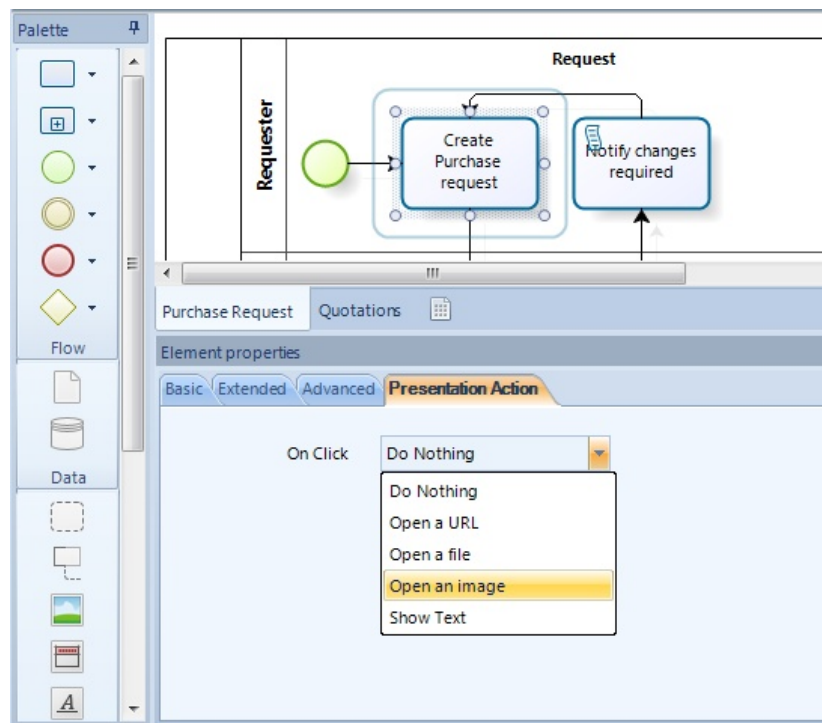 Palette
Flow
Data
A
Request
Requester
Create
Purchase
request
Notify changes
required
Purchase Request
Quotations
Element properties
Basic
Extended
Advanced
Presentation Action
On Click
Do Nothing
Do Nothing
Open a URL
Open a file
Open an image
Show Text